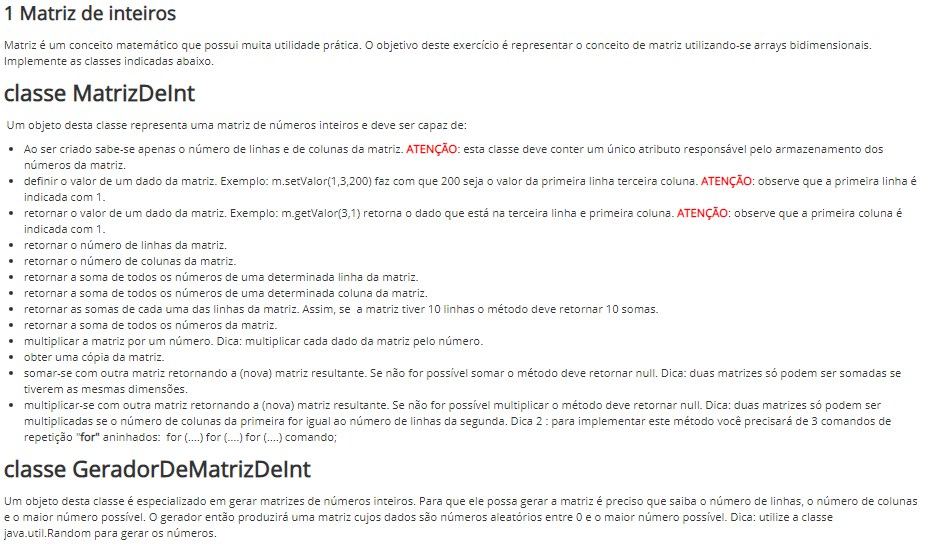 1 Matriz de inteiros
Matriz é um conceito matemático que possui muita utilidade prática. O objetivo deste exercício é representar o conceito de matriz utilizando-se arrays bidimensionais.
Implemente as classes indicadas abaixo.
classe MatrizDeInt
Um objeto desta classe representa uma matriz de números inteiros e deve ser capaz de:
• Ao ser criado sabe-se apenas o número de linhas e de colunas da matriz. ATENÇÃO: esta classe deve conter um único atributo responsável pelo armazenamento dos
números da matriz.
• definir o valor de um dado da matriz. Exemplo: m.setValor(1,3,200) faz com que 200 seja o valor da primeira linha terceira coluna. ATENÇÃO: observe que a primeira linha é
indicada com 1.
• retornar o valor de um dado da matriz. Exemplo: m.getValor(3,1) retorna o dado que está na terceira linha e primeira coluna. ATENÇÃO: observe que a primeira coluna é
indicada com 1.
• retornar o número de linhas da matriz.
• retornar o número de colunas da matriz.
• retornar a soma de todos os números de uma determinada linha da matriz.
• retornar a soma de todos os números de uma determinada coluna da matriz.
• retornar as somas de cada uma das linhas da matriz. Assim, se a matriz tiver 10 linhas o método deve retornar 10 somas.
• retornar a soma de todos os números da matriz.
• multiplicar a matriz por um número. Dica: multiplicar cada dado da matriz pelo número.
• obter uma cópia da matriz.
• somar-se com outra matriz retornando a (nova) matriz resultante. Se não for possível somar o método deve retornar null. Dica: duas matrizes só podem ser somadas se
tiverem as mesmas dimensões.
• multiplicar-se com outra matriz retornando a (nova) matriz resultante. Se não for possível multiplicar o método deve retornar null. Dica: duas matrizes só podem ser
multiplicadas se o número de colunas da primeira for igual ao número de linhas da segunda. Dica 2 : para implementar este método você precisará de 3 comandos de
repetição "for" aninhados: for (....) for (....) for (....) comando;
classe GeradorDeMatrizDeInt
Um objeto desta classe é especializado em gerar matrizes de números inteiros. Para que ele possa gerar a matriz é preciso que saiba o número de linhas, o número de colunas
e o maior número possível. O gerador então produzirá uma matriz cujos dados são números aleatórios entre 0 e o maior número possível. Dica: utilize a classe
java.util.Random para gerar os números.